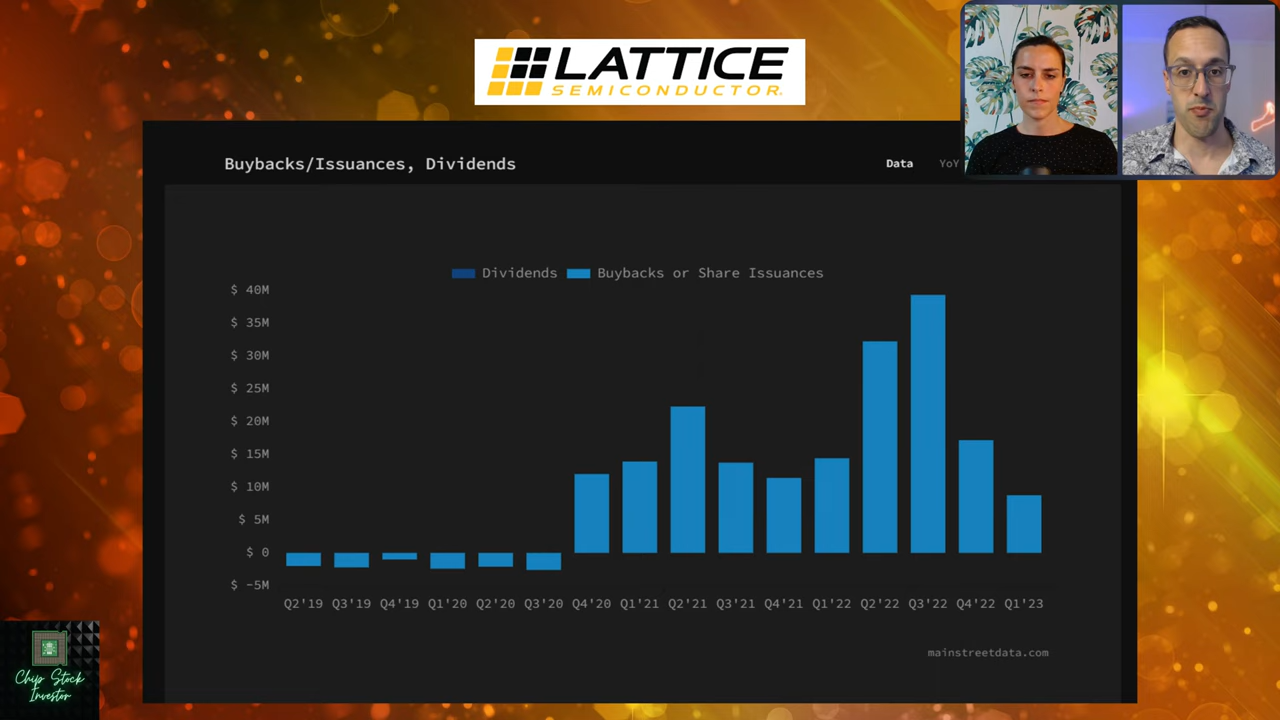 LATTICE
SEMICONDUCTOR
Buybacks/Issuances, Dividends
Data YoY
Dividends Buybacks or Share Issuances
$ 40M
$ 35M
$ 30M
$ 25M
$ 20M
$ 15M
$ 10M
$ 5M
$ 0
$ -5M
Q2'19 Q3'19 Q4'19 Q1'20 Q2'20 Q3'20 Q4'20 Q1'21 Q2'21 Q3'21 Q4'21 Q1'22 Q2'22 Q3'22 Q4'22 Q1'23
mainstreetdata.com
Chip Stock
Investor